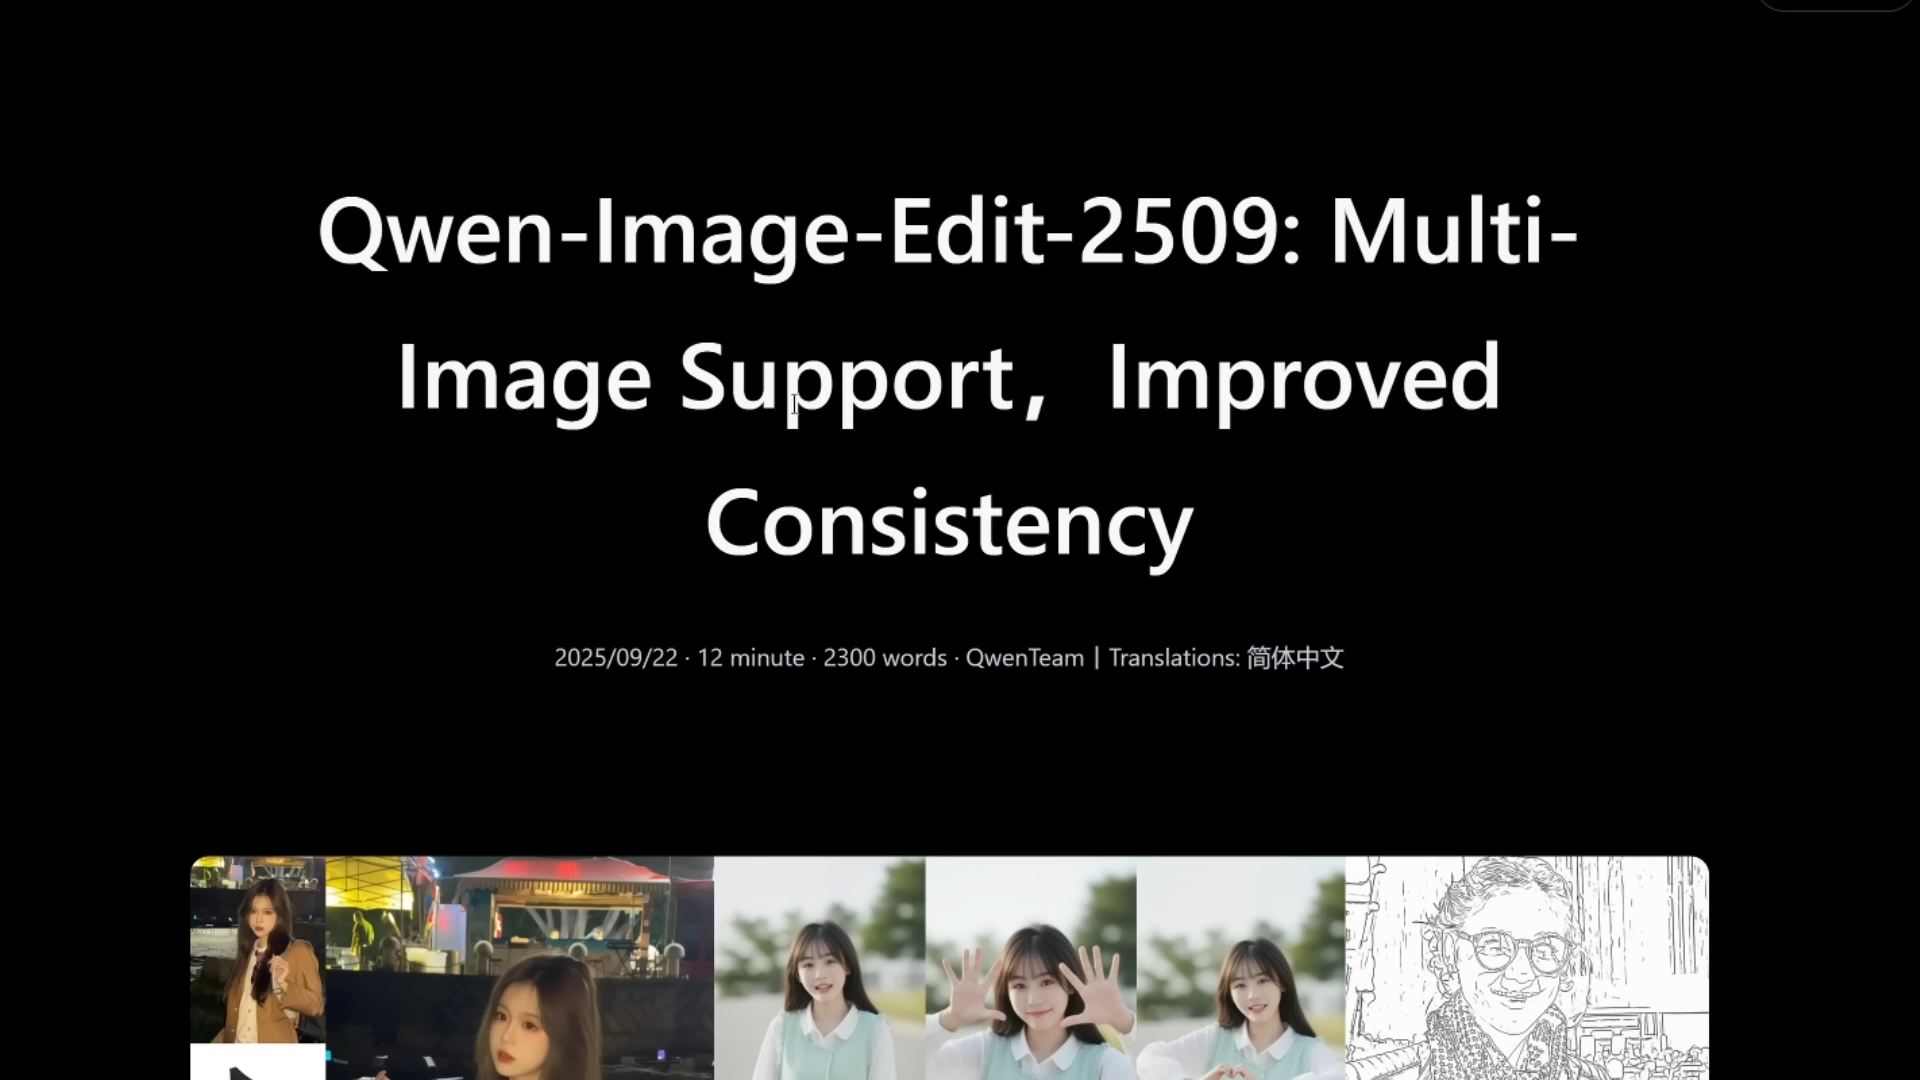 Qwen-Image-Edit-2509: Multi-
Image Support，Improved
Consistency
2025/09/22 · 12 minute · 2300 words · QwenTeam | Translations: 简体中文